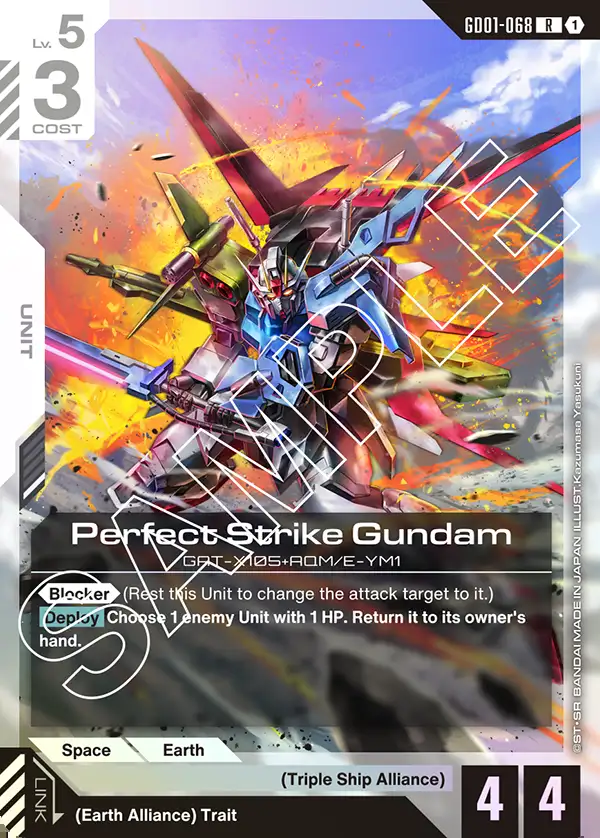 GD01-068 R 1
Lv. 5
3
COST
UNIT
SAMPLE
Perfect Strike Gundam
GAT-X105+AQM/E-YM1
Blocker (Rest this Unit to change the attack target to it.)
Deploy Choose 1 enemy Unit with 1 HP. Return it to its owner's
hand.
Space Earth
(Triple Ship Alliance)
LINK
(Earth Alliance) Trait
4 4
©ST・SR BANDAI MADE IN JAPAN ILLUST.Kazumasa Yasukuni